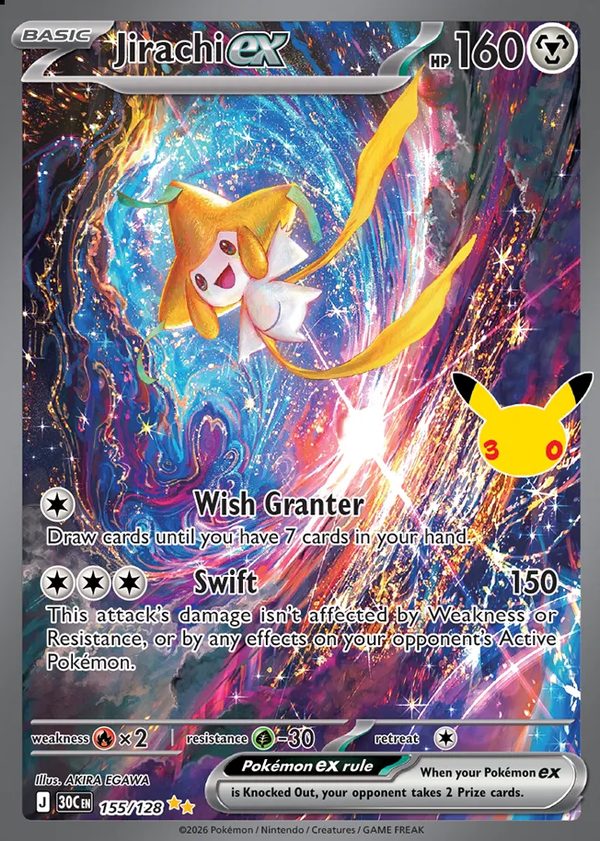 BASIC
Jirachi ex HP 160
3 0
Wish Granter
Draw cards until you have 7 cards in your hand.
Swift 150
This attack's damage isn't affected by Weakness or
Resistance, or by any effects on your opponent's Active
Pokémon.
weakness ×2 resistance -30 retreat
Illus. AKIRA EGAWA
Pokémon ex rule When your Pokémon ex
is Knocked Out, your opponent takes 2 Prize cards.
J 30C EN 155/128
©2026 Pokémon / Nintendo / Creatures / GAME FREAK